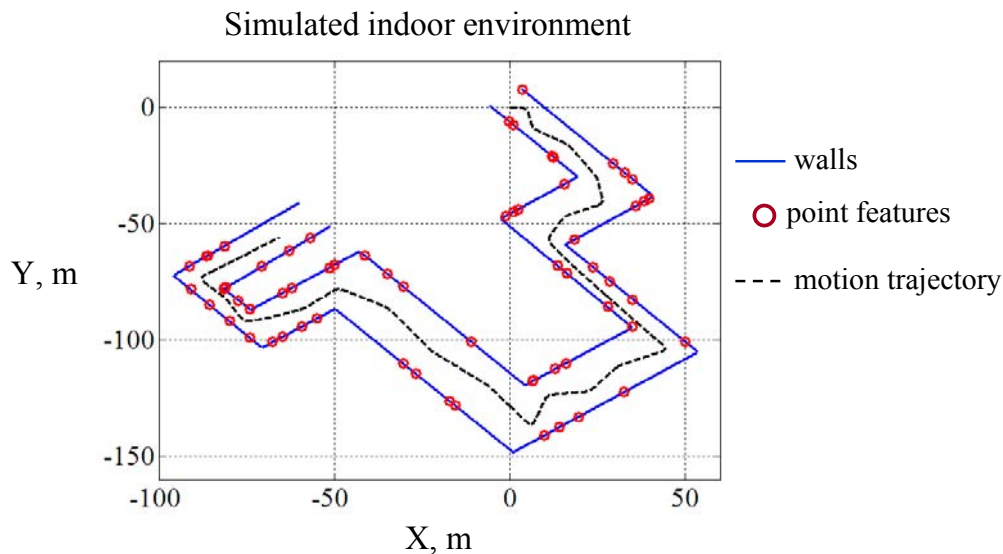 Simulated indoor environment
0
-50
-100
-150
-100
-50
0
50
Y, m
X, m
walls
point features
motion trajectory